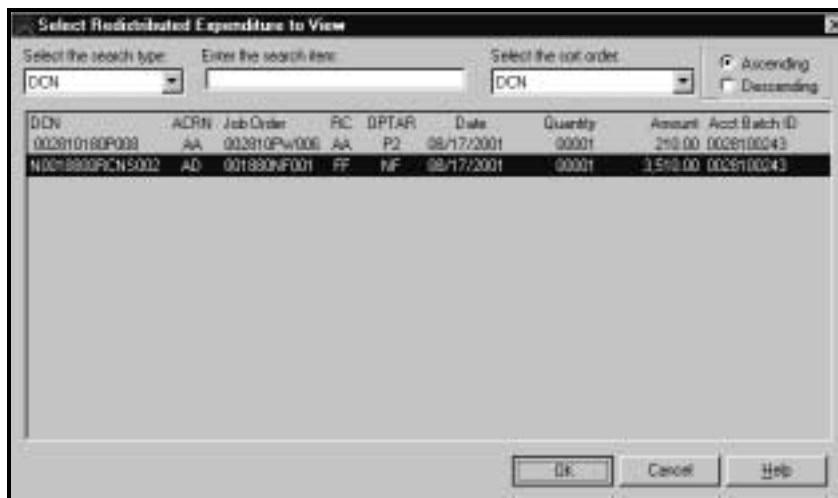 Select Redistributed Expenditure to View
Select the search type: Enter the search item: Select the sort order:
DCN DCN Ascending
Descending
DCN ACRN Job Order RC OPTAR Date Quantity Amount Acct Batch ID
002810180P008 AA 002810PW006 AA P2 08/17/2001 00001 210.00 0028100243
N0018800RCNS002 AD 001880NF001 FF NF 08/17/2001 00001 3,510.00 0028100243
OK Cancel Help